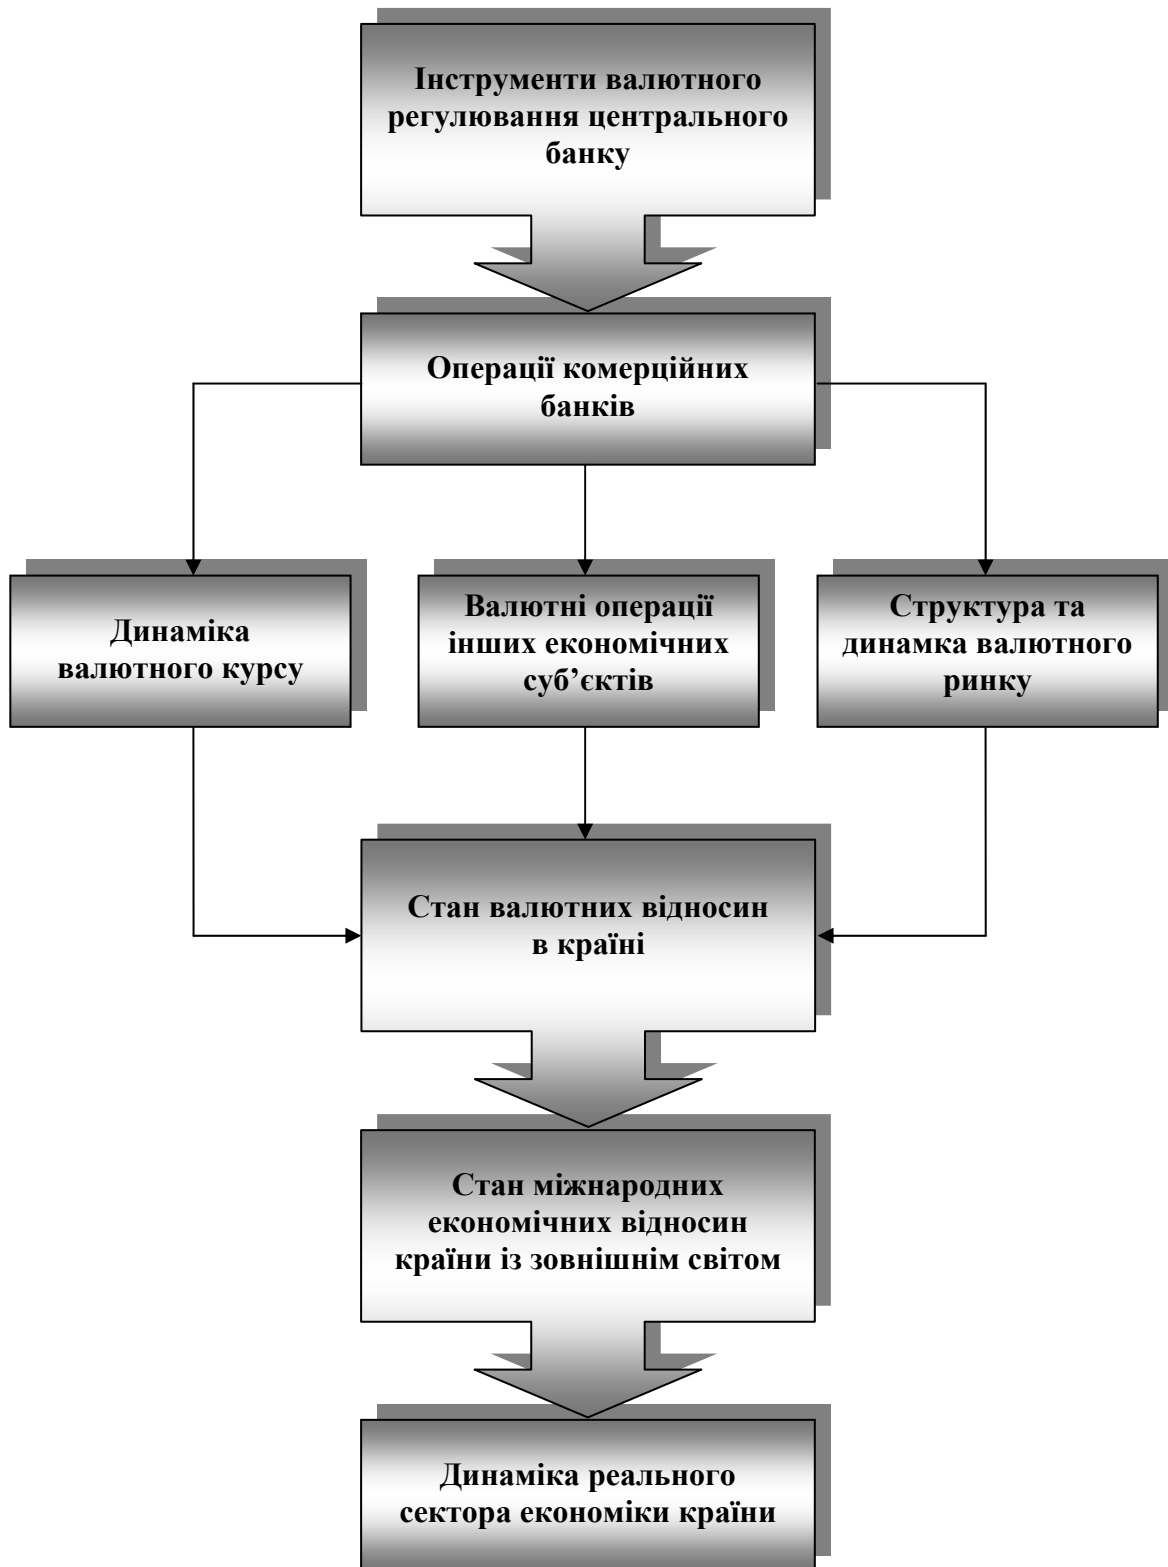 Інструменти валютного
регулювання центрального
банку
Операції комерційних
банків
Динаміка
валютного курсу
Валютні операції
інших економічних
суб’єктів
Структура та
динамка валютного
ринку
Стан валютних відносин
в країні
Стан міжнародних
економічних відносин
країни із зовнішнім світом
Динаміка реального
сектора економіки країни